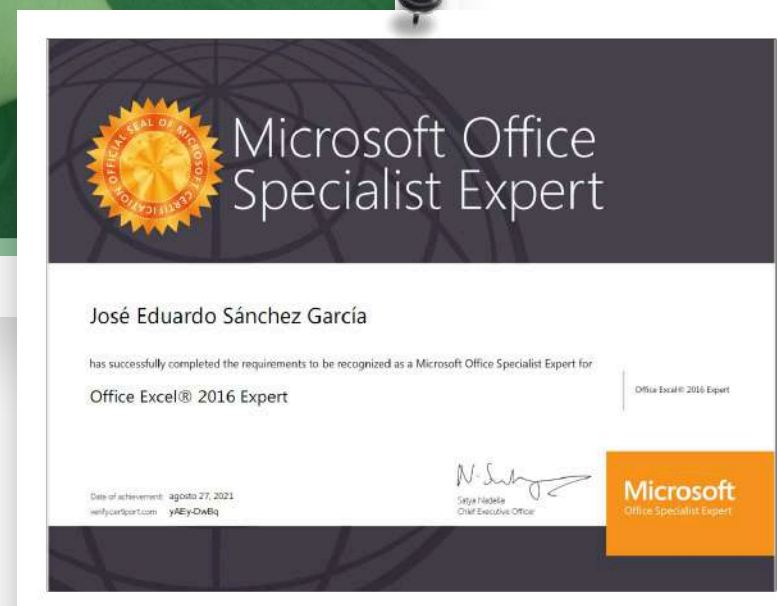 OFFICIAL SEAL OF MICROSOFT CERTIFICATION
Microsoft Office
Specialist Expert
José Eduardo Sánchez García
has successfully completed the requirements to be recognized as a Microsoft Office Specialist Expert for
Office Excel® 2016 Expert
Office Excel® 2016 Expert
Date of achievement: agosto 27, 2021
verify.certiport.com yAEy-DwBq
Satya Nadella
Chief Executive Officer
Microsoft
Office Specialist Expert